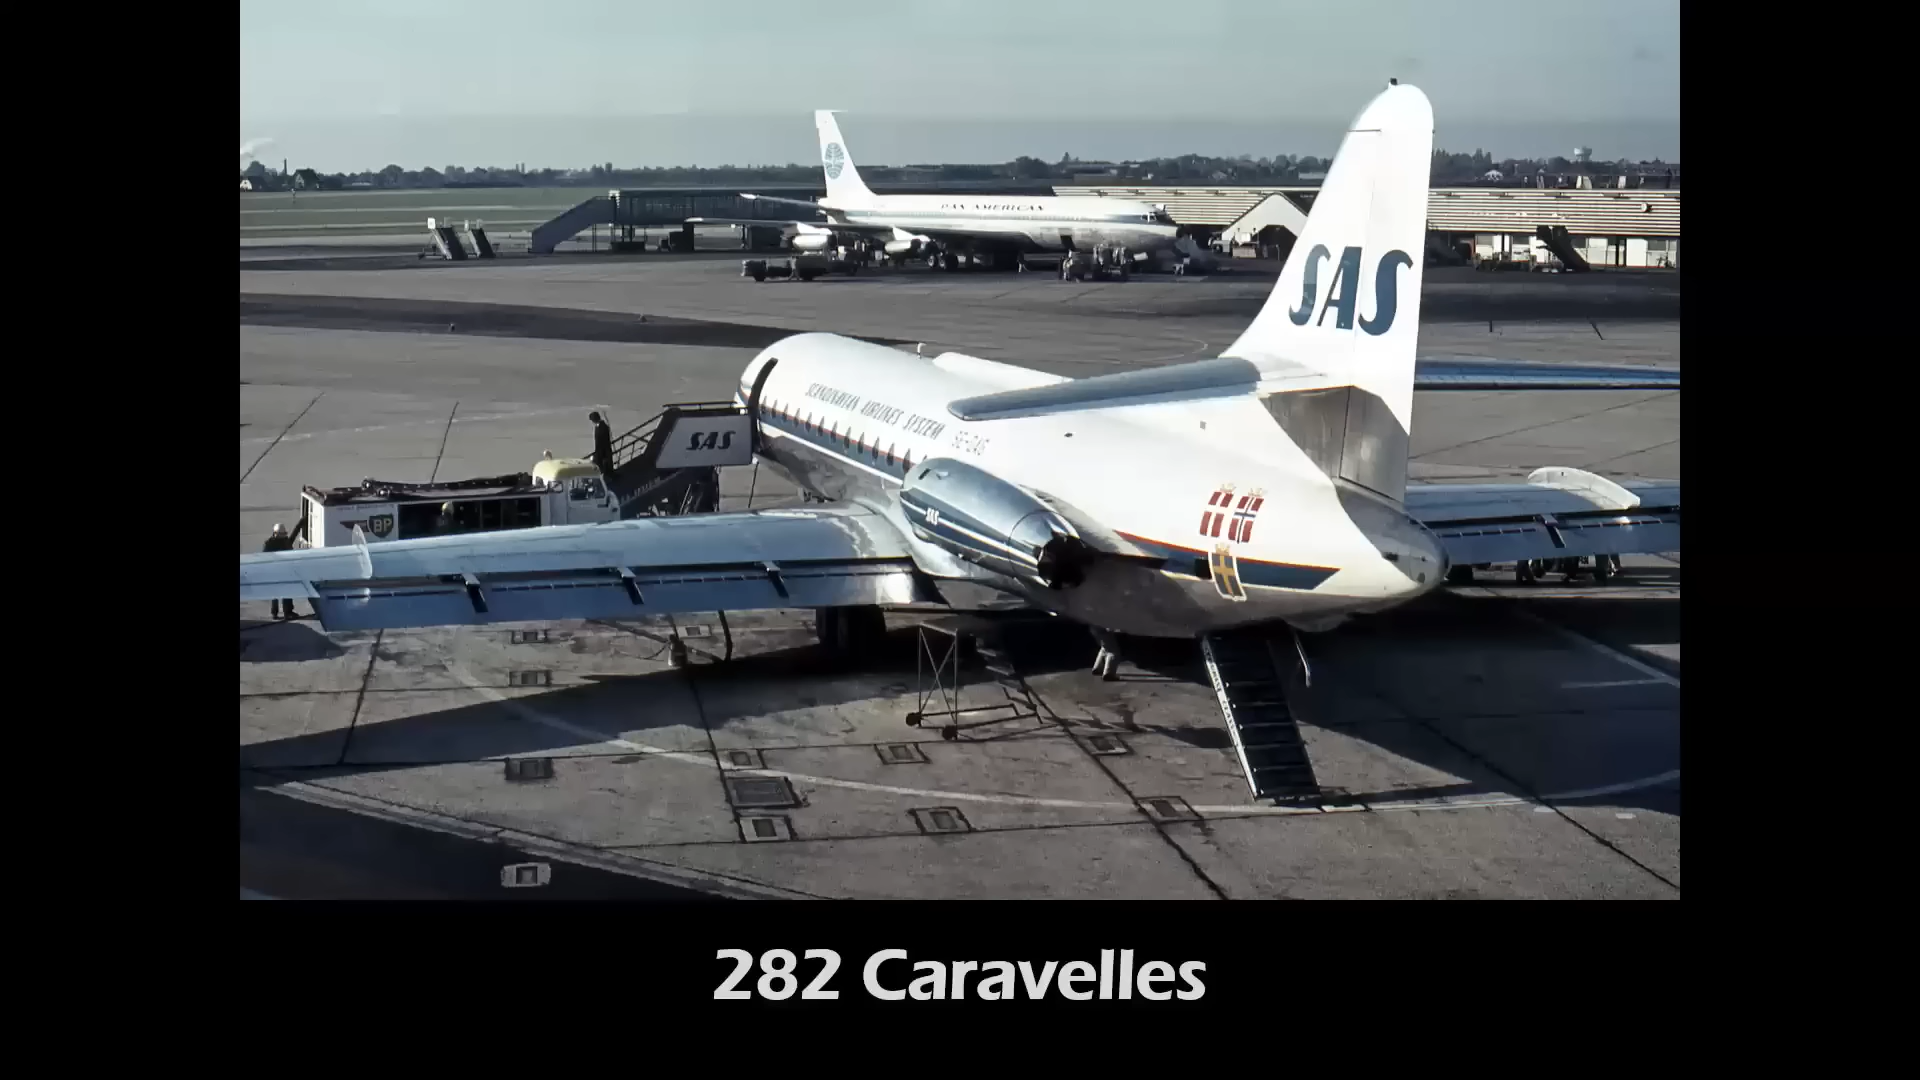 PAN AMERICAN
SAS
SCANDINAVIAN AIRLINES SYSTEM SE-DAG
SAS
BP
SAS
282 Caravelles